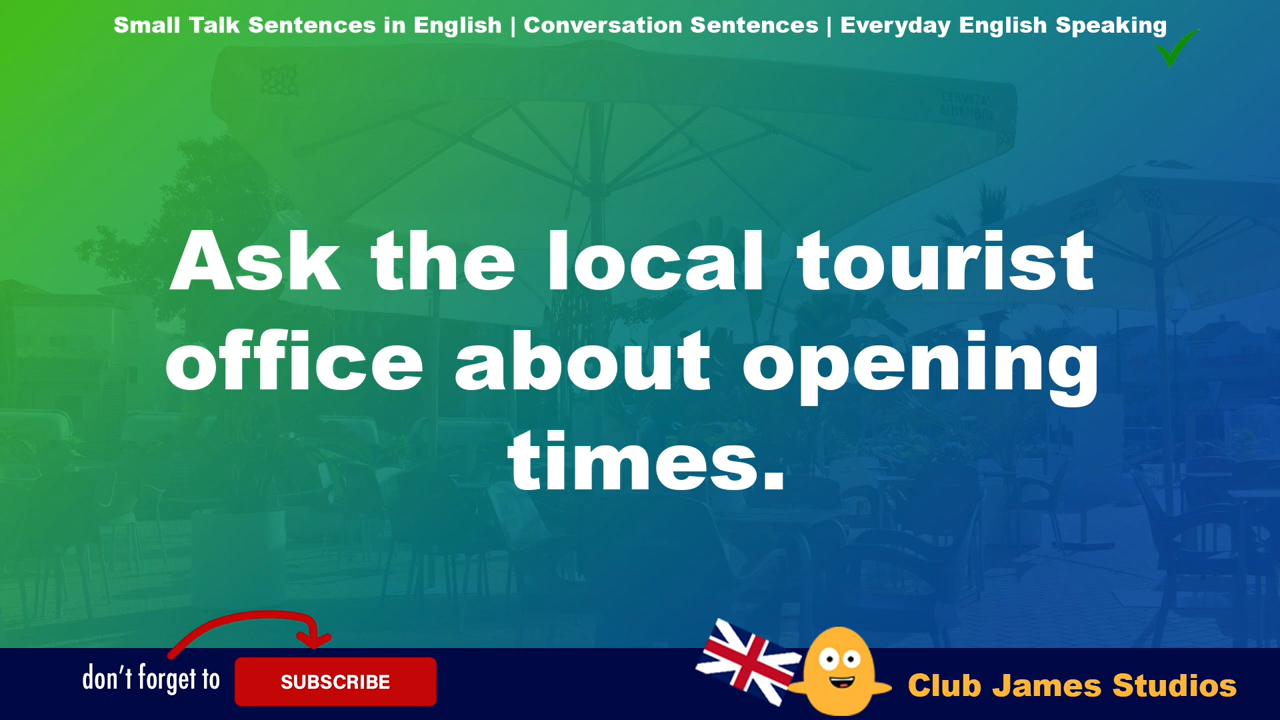 Small Talk Sentences in English | Conversation Sentences | Everyday English Speaking
Ask the local tourist
office about opening
times.
don't forget to
SUBSCRIBE
Club James Studios